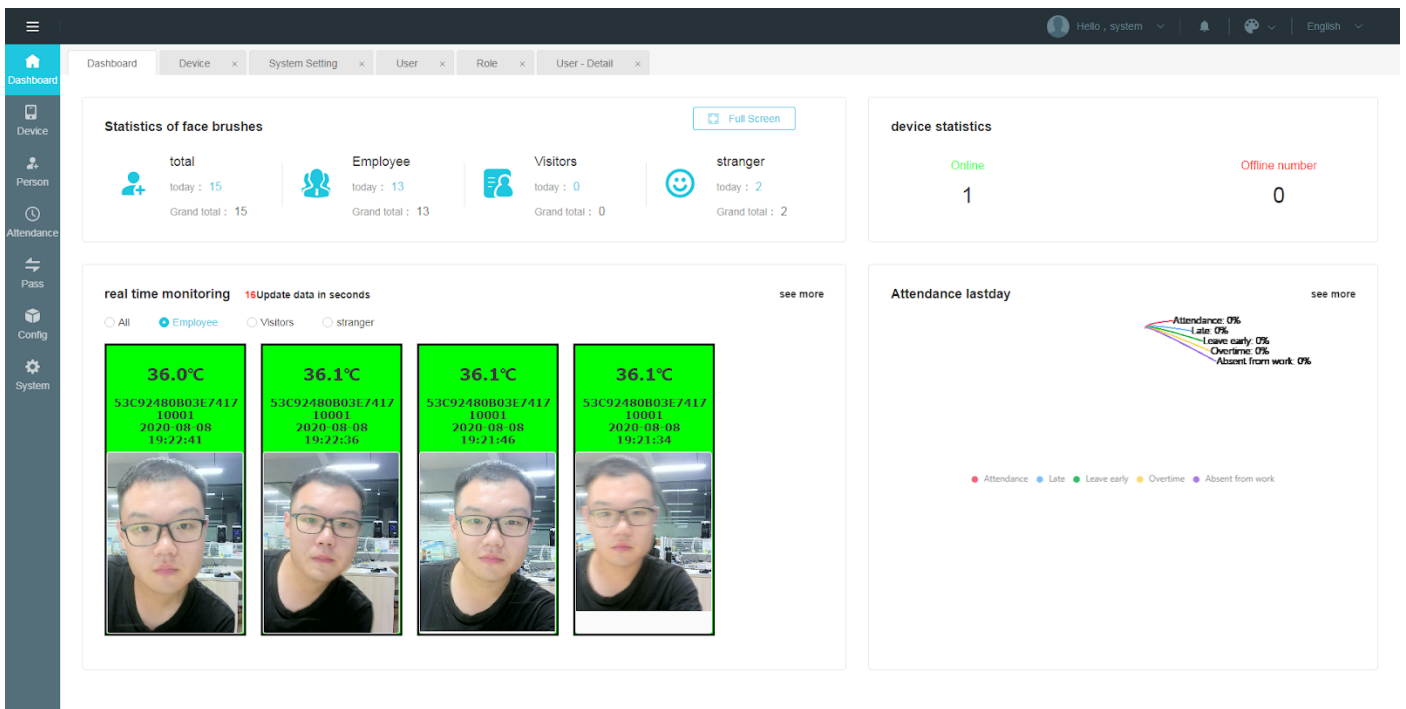 Hello , system
English
Dashboard
Device
Person
Attendance
Pass
Config
System
Dashboard
Device ×
System Setting ×
User ×
Role ×
User - Detail ×
Statistics of face brushes
Full Screen
total
today : 15
Grand total : 15
Employee
today : 13
Grand total : 13
Visitors
today : 0
Grand total : 0
stranger
today : 2
Grand total : 2
device statistics
Online
1
Offline number
0
real time monitoring 16Update data in seconds see more
All Employee Visitors stranger
36.0℃
53C92480B03E7417
10001
2020-08-08
19:22:41
36.1℃
53C92480B03E7417
10001
2020-08-08
19:22:36
36.1℃
53C92480B03E7417
10001
2020-08-08
19:21:46
36.1℃
53C92480B03E7417
10001
2020-08-08
19:21:34
Attendance lastday see more
Attendance: 0%
Late: 0%
Leave early: 0%
Overtime: 0%
Absent from work: 0%
Attendance Late Leave early Overtime Absent from work